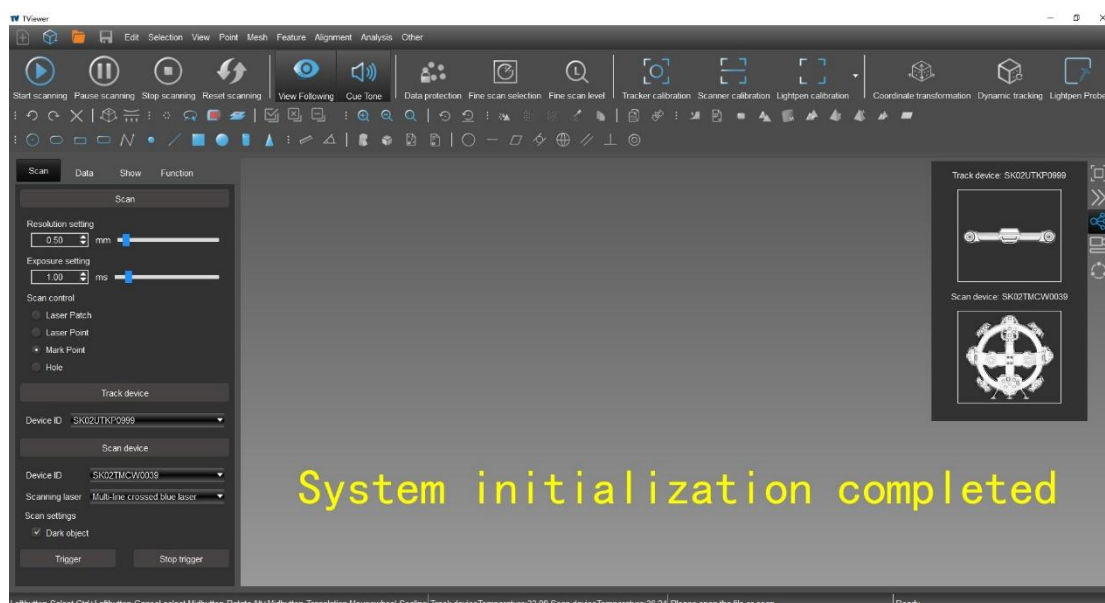 TViewer
Edit Selection View Point Mesh Feature Alignment Analysis Other
Start scanning Pause scanning Stop scanning Reset scanning View Following Cue Tone Data protection Fine scan selection Fine scan level Tracker calibration Scanner calibration Lightpen calibration Coordinate transformation Dynamic tracking Lightpen Probe
Scan Data Show Function
Scan
Resolution setting
0.50 mm
Exposure setting
1.00 ms
Scan control
Laser Patch
Laser Point
Mark Point
Hole
Track device
Device ID SK02UTKP0999
Scan device
Device ID SK02TMCW0039
Scanning laser Multi-line crossed blue laser
Scan settings
Dark object
Trigger Stop trigger
Track device: SK02UTKP0999
Scan device: SK02TMCW0039
System initialization completed